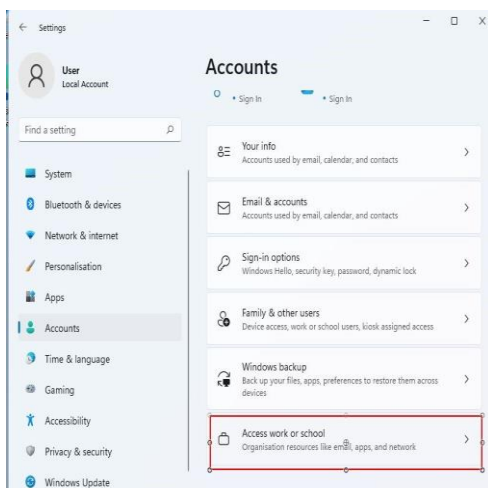 Settings
User
Local Account
Find a setting
System
Bluetooth & devices
Network & internet
Personalisation
Apps
Accounts
Time & language
Gaming
Accessibility
Privacy & security
Windows Update
Accounts
• Sign In • Sign In
Your info
Accounts used by email, calendar, and contacts
Email & accounts
Accounts used by email, calendar, and contacts
Sign-in options
Windows Hello, security key, password, dynamic lock
Family & other users
Device access, work or school users, kiosk assigned access
Windows backup
Back up your files, apps, preferences to restore them across
devices
Access work or school
Organisation resources like email, apps, and network